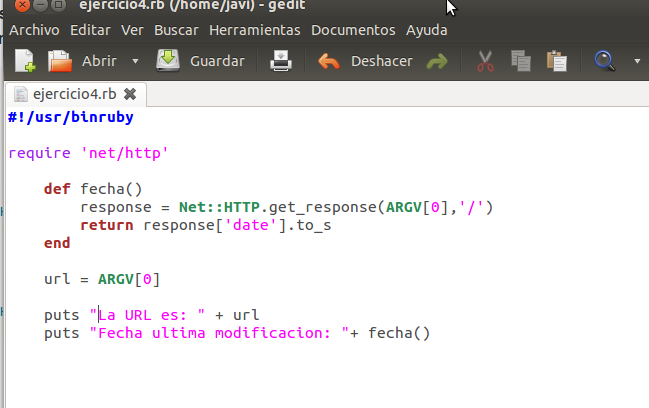 ejercicio4.rb (/home/javi) - gedit
Archivo Editar Ver Buscar Herramientas Documentos Ayuda
Abrir Guardar Deshacer
ejercicio4.rb
#!/usr/binruby
require 'net/http'
def fecha()
response = Net::HTTP.get_response(ARGV[0],'/')
return response['date'].to_s
end
url = ARGV[0]
puts "La URL es: " + url
puts "Fecha ultima modificacion: "+ fecha()